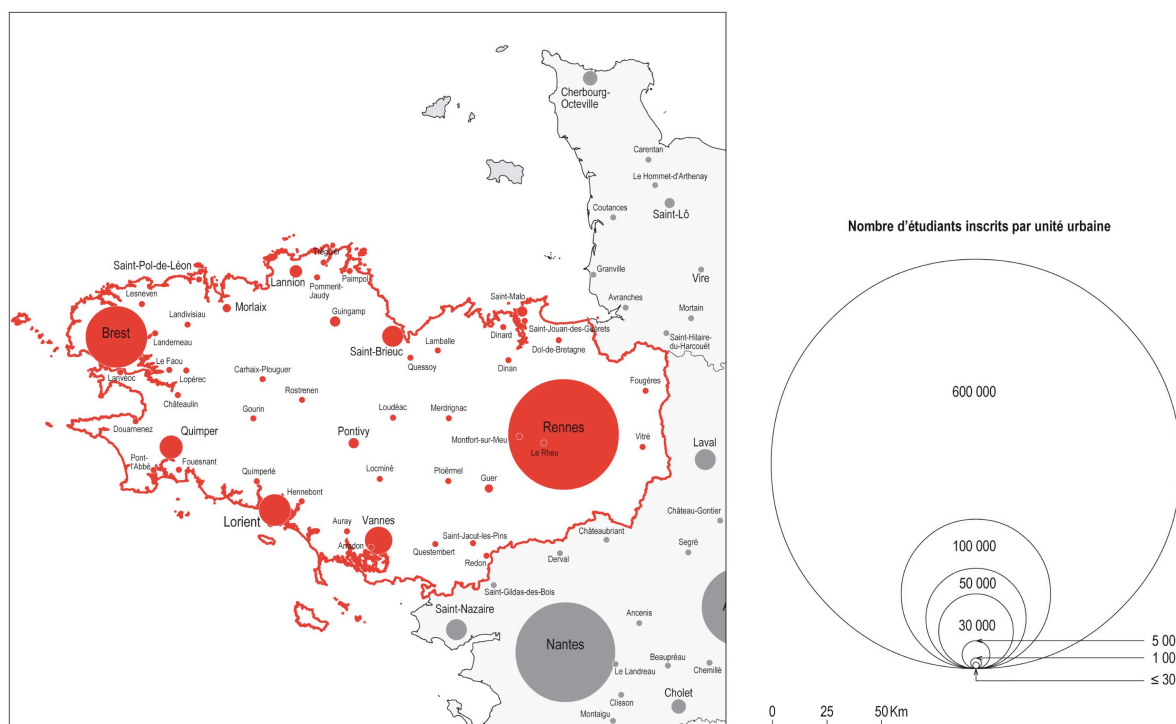 Cherbourg-
Octeville
Carentan
Le Hommet-d'Arthenay
Saint-Lô
Coutances
Nombre d'étudiants inscrits par unité urbaine
Granville
Vire
Avranches
Mortain
Saint-Hilaire-
du-Harcouët
Saint-Pol-de-Léon
Lesneven
Landivisiau
Morlaix
Lannion
Tréguier
Pommerit-
Jaudy
Paimpol
Guingamp
Saint-Malo
Saint-Jouan-des-Guérets
Dinard
Dol-de-Bretagne
Brest
Landerneau
Saint-Brieuc
Lamballe
Quessoy
Dinan
Le Faou
Lanvéoc
Lopérec
Châteaulin
Carhaix-Plouguer
Rostrenen
Fougères
600 000
Gourin
Loudéac
Merdrignac
Rennes
Montfort-sur-Meu
Le Rheu
Vitré
Laval
Douarnenez
Quimper
Pontivy
Pont-
l'Abbé
Fouesnant
Quimperlé
Locminé
Ploërmel
Guer
Hennebont
Lorient
Auray
Vannes
Arradon
Saint-Jacut-les-Pins
Questembert
Redon
Château-Gontier
Châteaubriant
Derval
Segré
100 000
50 000
30 000
5 00
1 00
≤ 30
Saint-Gildas-des-Bois
Saint-Nazaire
Ancenis
A
Nantes
Le Landreau
Beaupréau
Chemillé
Clisson
Cholet
Montaigu
0 25 50 Km